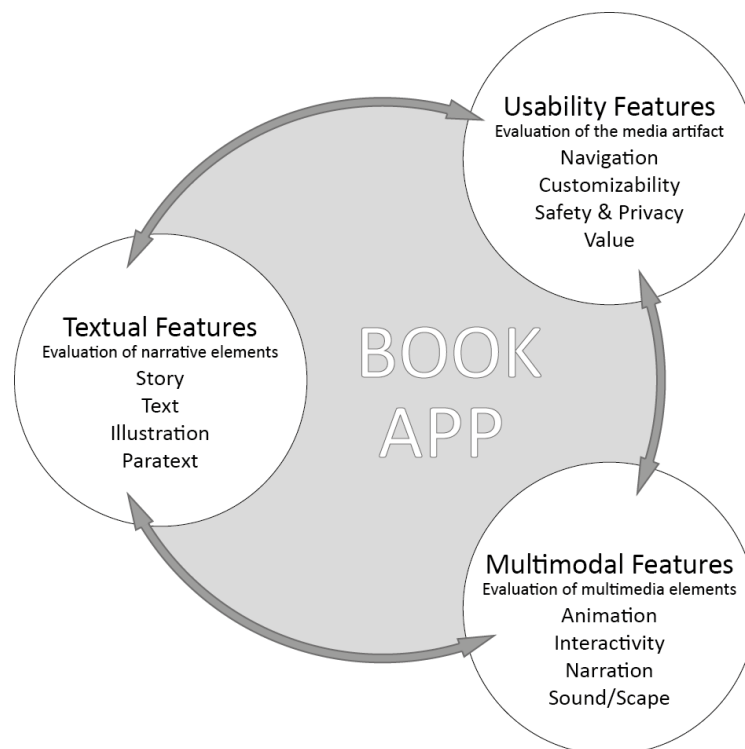 Usability Features
Evaluation of the media artifact
Navigation
Customizability
Safety & Privacy
Value
Textual Features
Evaluation of narrative elements
Story
Text
Illustration
Paratext
BOOK
APP
Multimodal Features
Evaluation of multimedia elements
Animation
Interactivity
Narration
Sound/Scape